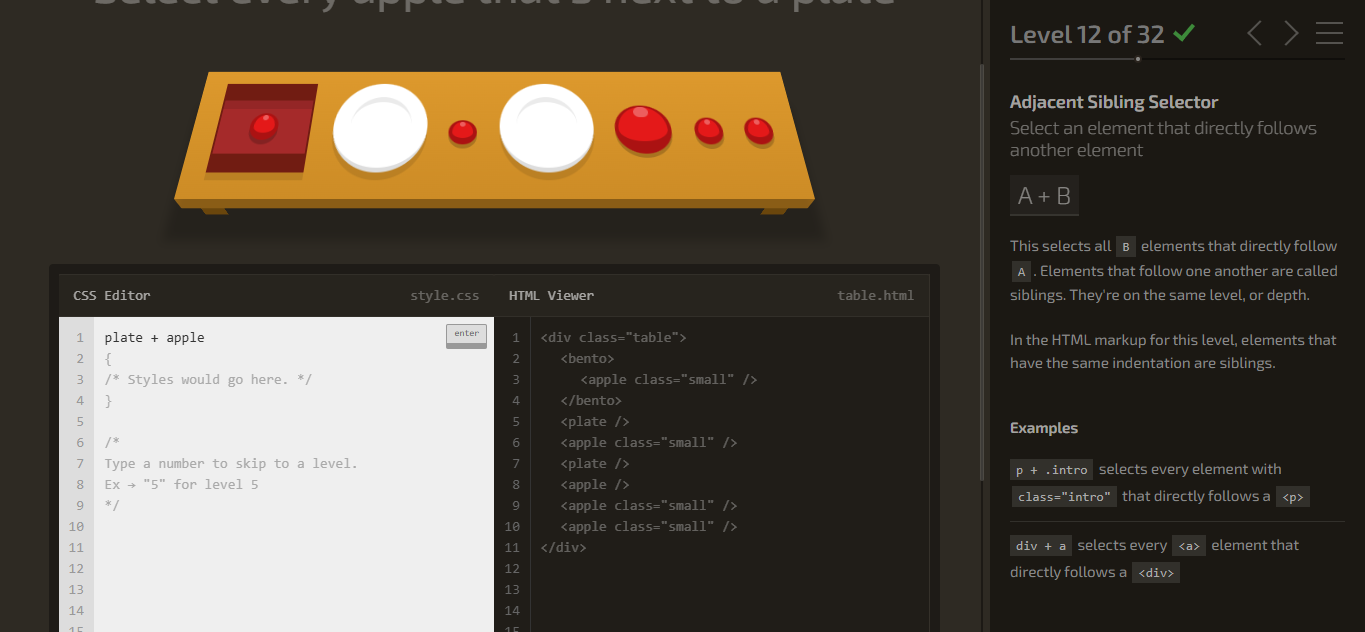 Select every apple that's next to a plate
CSS Editor
style.css
HTML Viewer
table.html
1 plate + apple
enter
2 {
3 /* Styles would go here. */
4 }
5
6 /*
7 Type a number to skip to a level.
8 Ex → "5" for level 5
9 */
10
11
12
13
14
15
1 <div class="table">
2 <bento>
3 <apple class="small" />
4 </bento>
5 <plate />
6 <apple class="small" />
7 <plate />
8 <apple />
9 <apple class="small" />
10 <apple class="small" />
11 </div>
12
13
14
15
Level 12 of 32
Adjacent Sibling Selector
Select an element that directly follows
another element
A + B
This selects all B elements that directly follow
A . Elements that follow one another are called
siblings. They're on the same level, or depth.
In the HTML markup for this level, elements that
have the same indentation are siblings.
Examples
p + .intro selects every element with
class="intro" that directly follows a <p>
div + a selects every <a> element that
directly follows a <div>